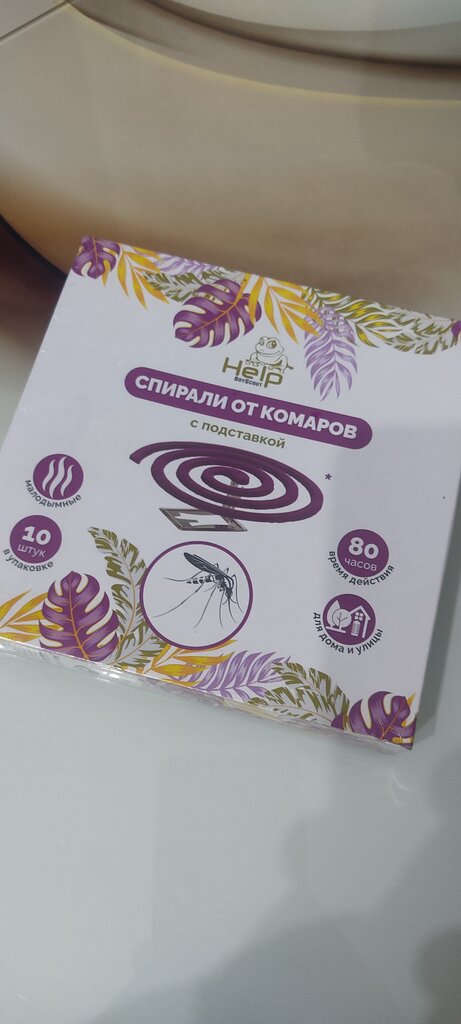 Help
BoyScout
СПИРАЛИ ОТ КОМАРОВ
с подставкой
*
малодымные
10
штук
в упаковке
80
часов
время действия
для дома и улицы